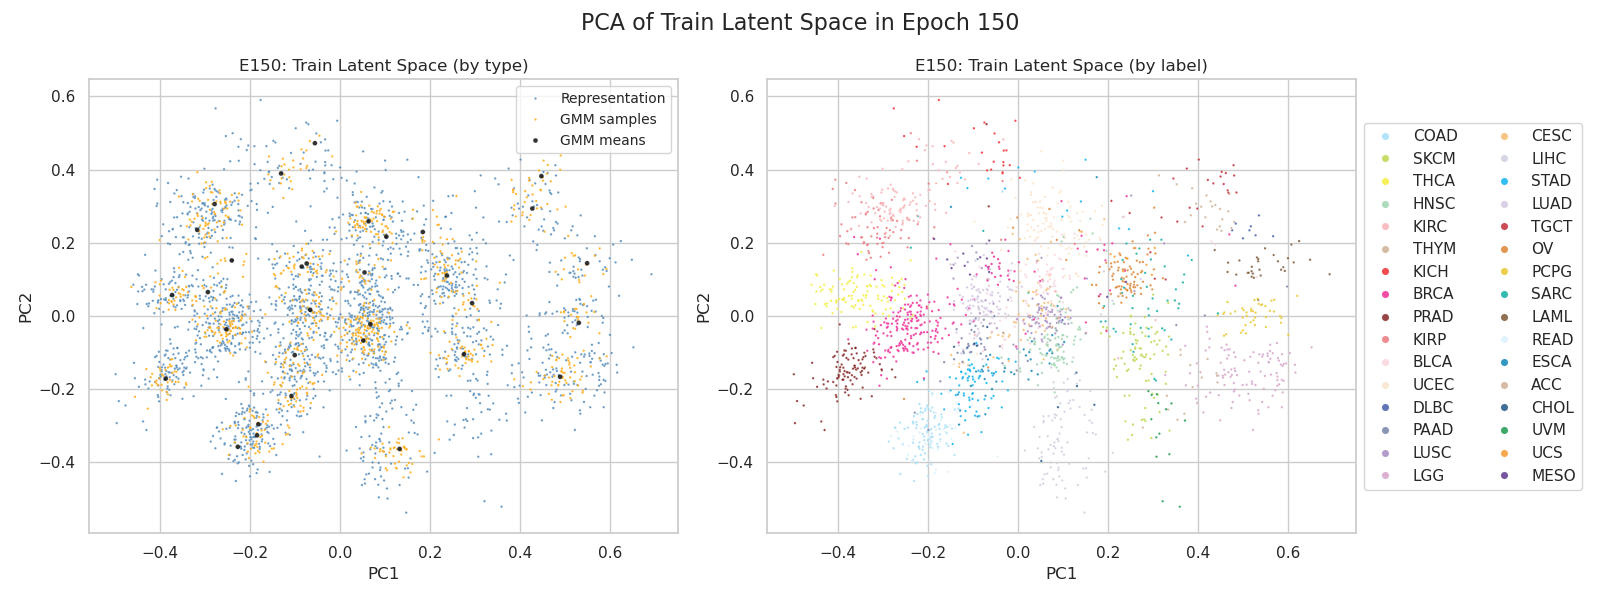 PCA of Train Latent Space in Epoch 150
E150: Train Latent Space (by type)
Representation
GMM samples
GMM means
0.6
0.4
0.2
0.0
−0.2
−0.4
PC2
−0.4 −0.2 0.0 0.2 0.4 0.6
PC1
E150: Train Latent Space (by label)
0.6
0.4
0.2
0.0
−0.2
−0.4
PC2
−0.4 −0.2 0.0 0.2 0.4 0.6
PC1
COAD
SKCM
THCA
HNSC
KIRC
THYM
KICH
BRCA
PRAD
KIRP
BLCA
UCEC
DLBC
PAAD
LUSC
LGG
CESC
LIHC
STAD
LUAD
TGCT
OV
PCPG
SARC
LAML
READ
ESCA
ACC
CHOL
UVM
UCS
MESO